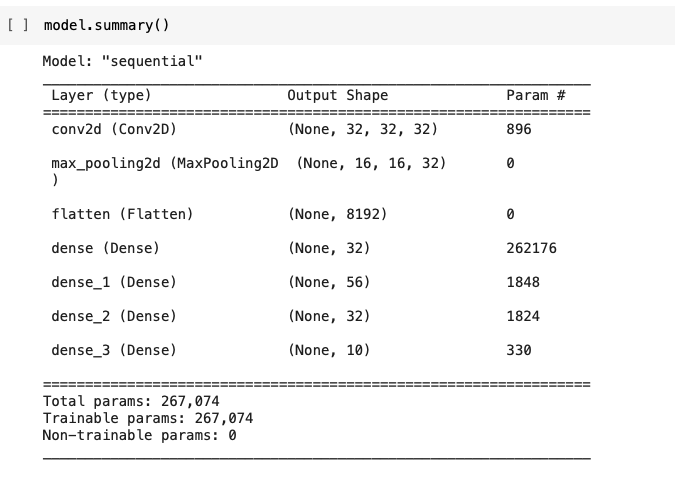 [ ] model.summary()
Model: "sequential"
Layer (type) Output Shape Param #
=================================================================
conv2d (Conv2D) (None, 32, 32, 32) 896
max_pooling2d (MaxPooling2D (None, 16, 16, 32) 0
)
flatten (Flatten) (None, 8192) 0
dense (Dense) (None, 32) 262176
dense_1 (Dense) (None, 56) 1848
dense_2 (Dense) (None, 32) 1824
dense_3 (Dense) (None, 10) 330
=================================================================
Total params: 267,074
Trainable params: 267,074
Non-trainable params: 0